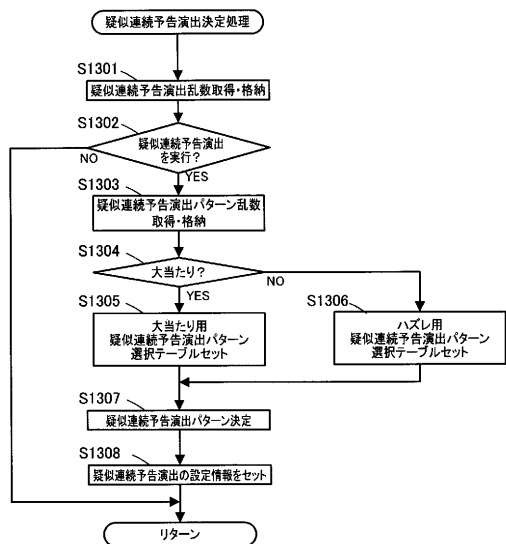 疑似連続予告演出決定処理
S1301
疑似連続予告演出乱数取得・格納
S1302
疑似連続予告演出
を実行？
NO
YES
S1303
疑似連続予告演出パターン乱数
取得・格納
S1304
大当たり？
NO
YES
S1305
大当たり用
疑似連続予告演出パターン
選択テーブルセット
S1306
ハズレ用
疑似連続予告演出パターン
選択テーブルセット
S1307
疑似連続予告演出パターン決定
S1308
疑似連続予告演出の設定情報をセット
リターン